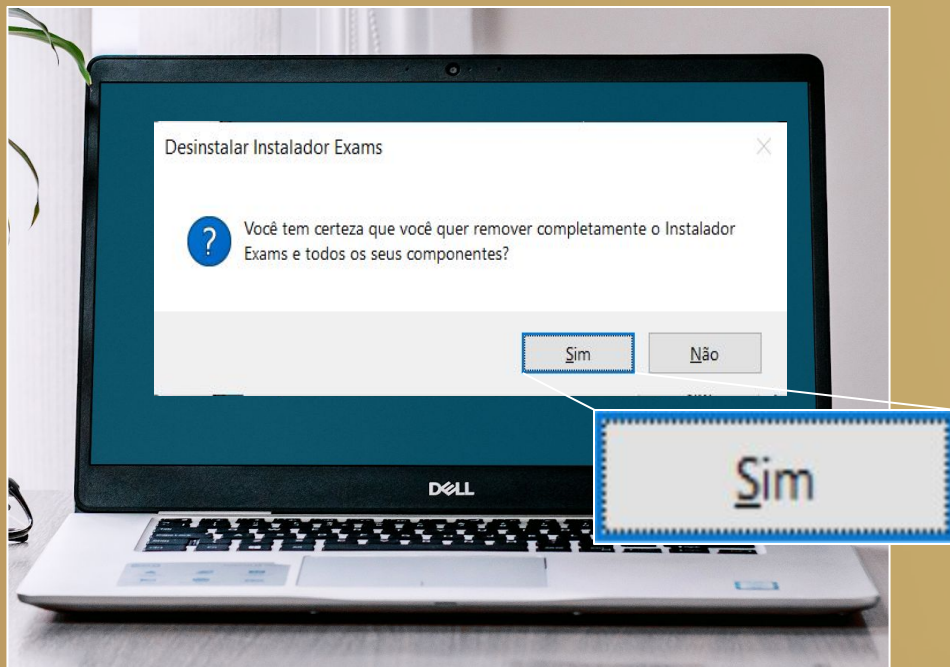 Desinstalar Instalador Exams
Você tem certeza que você quer remover completamente o Instalador
Exams e todos os seus componentes?
Sim
Não
Sim
DELL